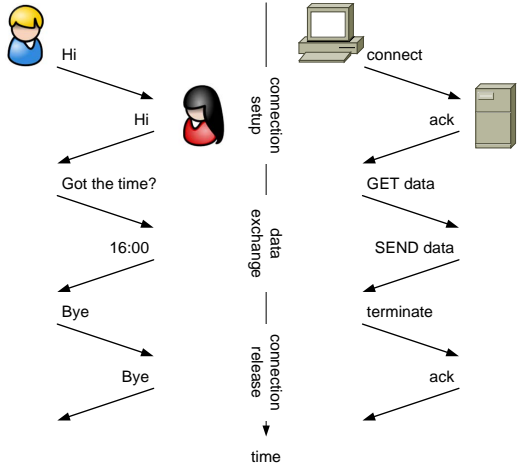 Hi
connect
connection
setup
Hi
ack
Got the time?
GET data
data
exchange
16:00
SEND data
Bye
terminate
connection
release
Bye
ack
time